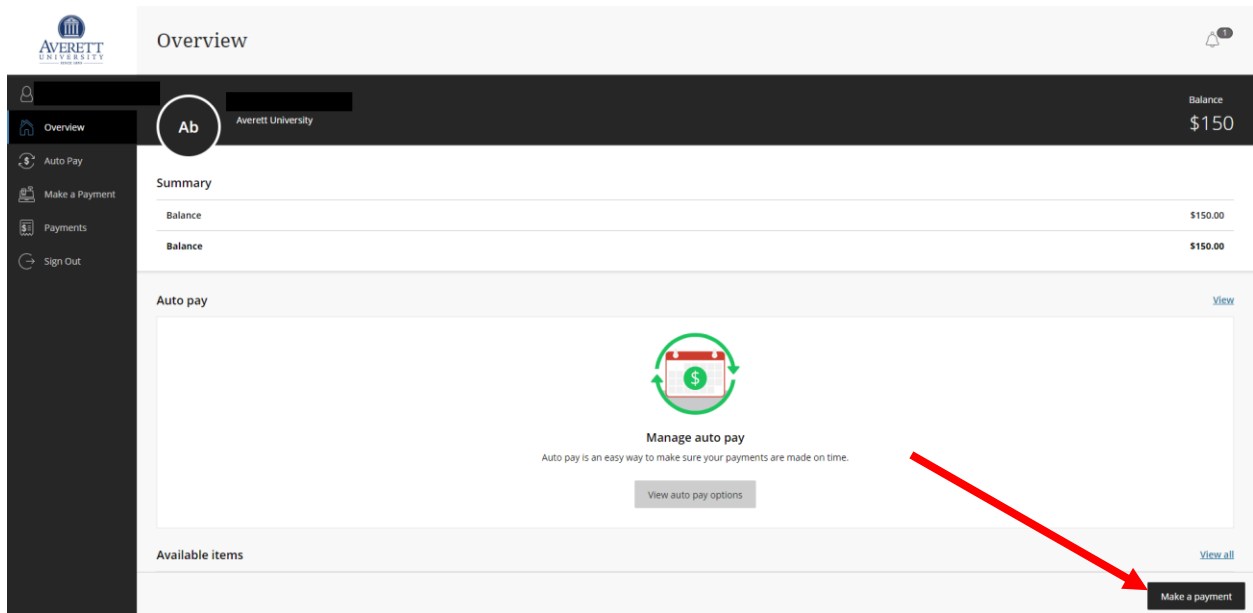 AVERETT
UNIVERSITY
Overview
1
Overview
Auto Pay
Make a Payment
Payments
Sign Out
Ab
Averett University
Balance
$150
Summary
Balance $150.00
Balance $150.00
Auto pay View
$
Manage auto pay
Auto pay is an easy way to make sure your payments are made on time.
View auto pay options
Available items View all
Make a payment